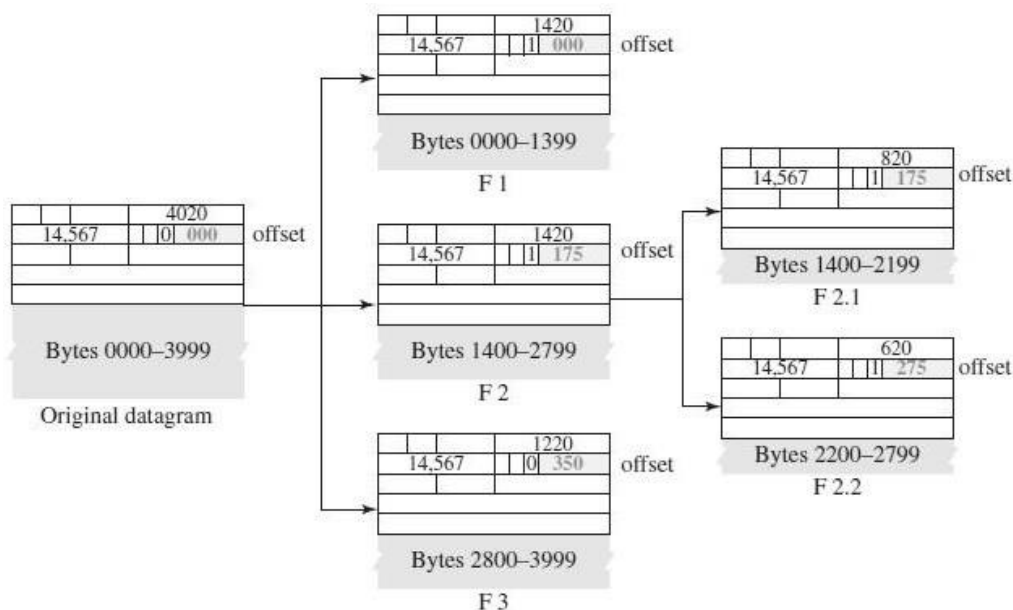 4020
14,567 0 000 offset
Bytes 0000–3999
Original datagram
1420
14,567 1 000 offset
Bytes 0000–1399
F 1
1420
14,567 1 175 offset
Bytes 1400–2799
F 2
1220
14,567 0 350 offset
Bytes 2800–3999
F 3
820
14,567 1 175 offset
Bytes 1400–2199
F 2.1
620
14,567 1 275 offset
Bytes 2200–2799
F 2.2